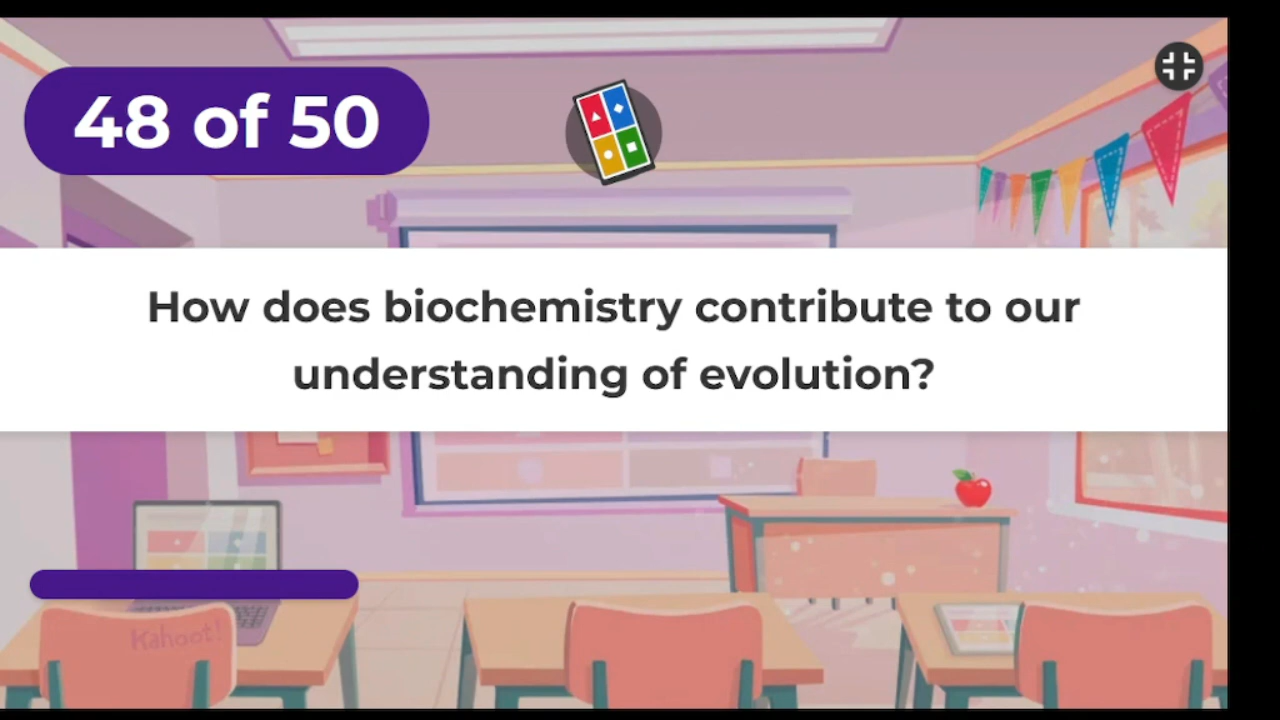 48 of 50
How does biochemistry contribute to our
understanding of evolution?
Kahoot!